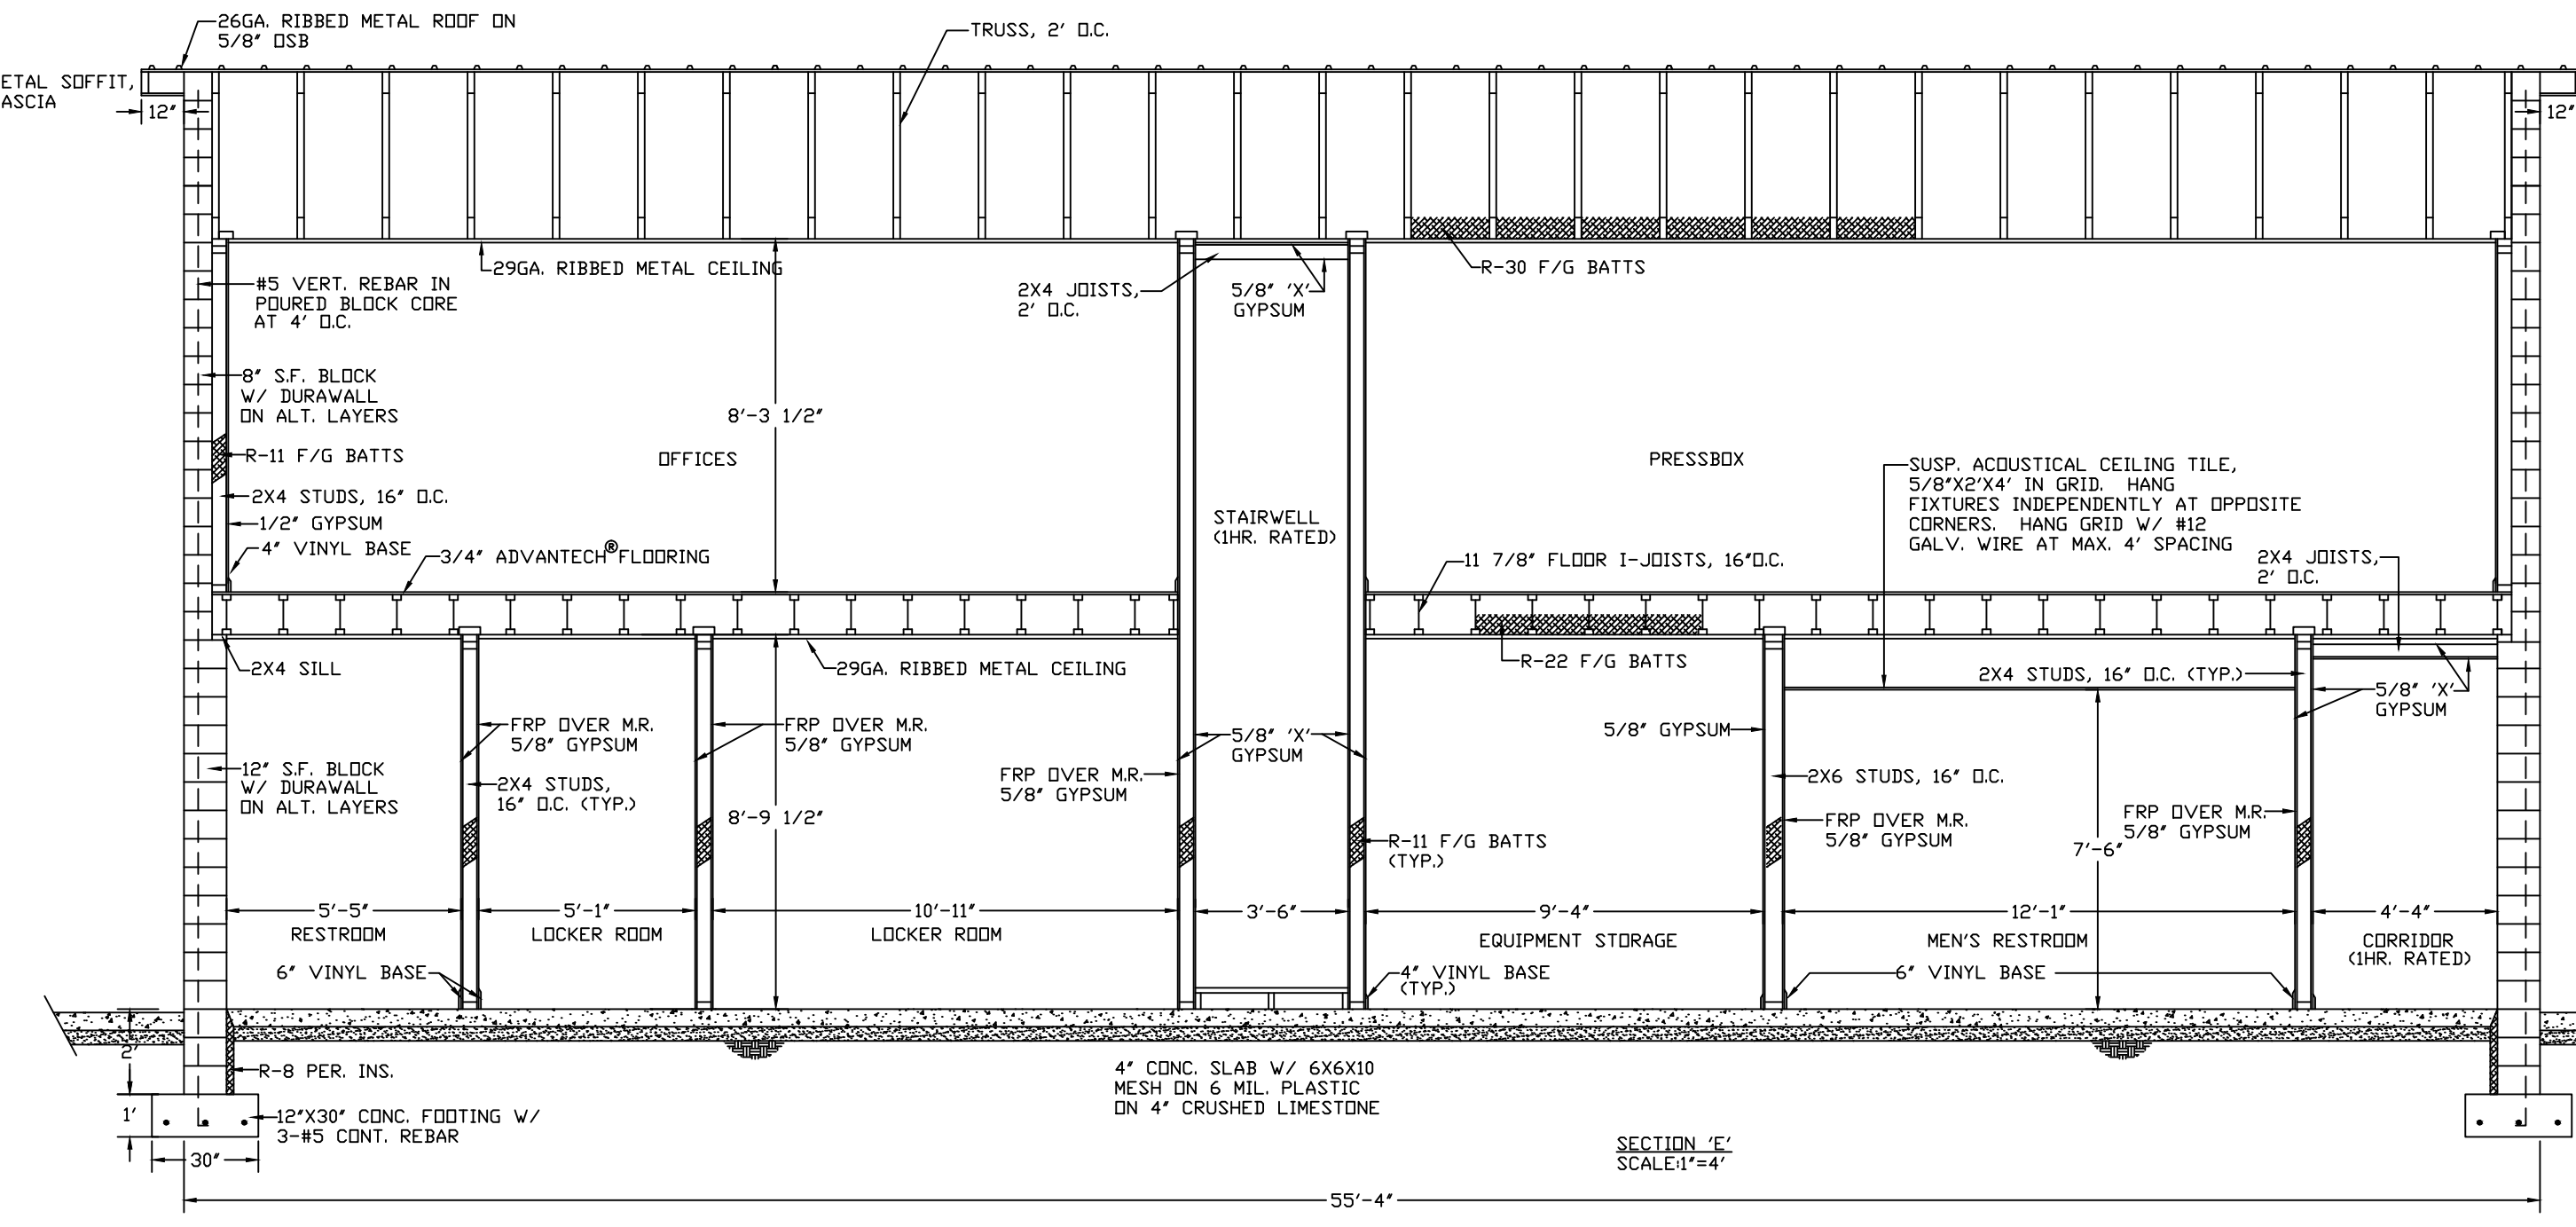 26GA. RIBBED METAL ROOF ON
5/8" OSB
TRUSS, 2' O.C.
ETAL SOFFIT,
ASCIA
12"
12"
29GA. RIBBED METAL CEILING
R-30 F/G BATTS
#5 VERT. REBAR IN
POURED BLOCK CORE
AT 4' O.C.
2X4 JOISTS,
2' O.C.
5/8" 'X'
GYPSUM
8" S.F. BLOCK
W/ DURAWALL
ON ALT. LAYERS
8'-3 1/2"
R-11 F/G BATTS
OFFICES
PRESSBOX
SUSP. ACOUSTICAL CEILING TILE,
5/8"X2'X4' IN GRID. HANG
FIXTURES INDEPENDENTLY AT OPPOSITE
CORNERS. HANG GRID W/ #12
GALV. WIRE AT MAX. 4' SPACING
2X4 STUDS, 16" O.C.
1/2" GYPSUM
4" VINYL BASE
3/4" ADVANTECH® FLOORING
STAIRWELL
(1HR. RATED)
11 7/8" FLOOR I-JOISTS, 16"O.C.
2X4 JOISTS,
2' O.C.
2X4 SILL
29GA. RIBBED METAL CEILING
R-22 F/G BATTS
2X4 STUDS, 16" O.C. (TYP.)
5/8" 'X'
GYPSUM
FRP OVER M.R.
5/8" GYPSUM
FRP OVER M.R.
5/8" GYPSUM
5/8" 'X'
GYPSUM
5/8" GYPSUM
12" S.F. BLOCK
W/ DURAWALL
ON ALT. LAYERS
2X4 STUDS,
16" O.C. (TYP.)
FRP OVER M.R.
5/8" GYPSUM
2X6 STUDS, 16" O.C.
8'-9 1/2"
FRP OVER M.R.
5/8" GYPSUM
FRP OVER M.R.
5/8" GYPSUM
R-11 F/G BATTS
(TYP.)
7'-6"
5'-5"
RESTROOM
5'-1"
LOCKER ROOM
10'-11"
LOCKER ROOM
3'-6"
9'-4"
EQUIPMENT STORAGE
12'-1"
MEN'S RESTROOM
4'-4"
CORRIDOR
(1HR. RATED)
6" VINYL BASE
4" VINYL BASE
(TYP.)
6" VINYL BASE
2'
R-8 PER. INS.
4" CONC. SLAB W/ 6X6X10
MESH ON 6 MIL. PLASTIC
ON 4" CRUSHED LIMESTONE
1'
12"X30" CONC. FOOTING W/
3-#5 CONT. REBAR
30"
SECTION 'E'
SCALE:1"=4'
55'-4"